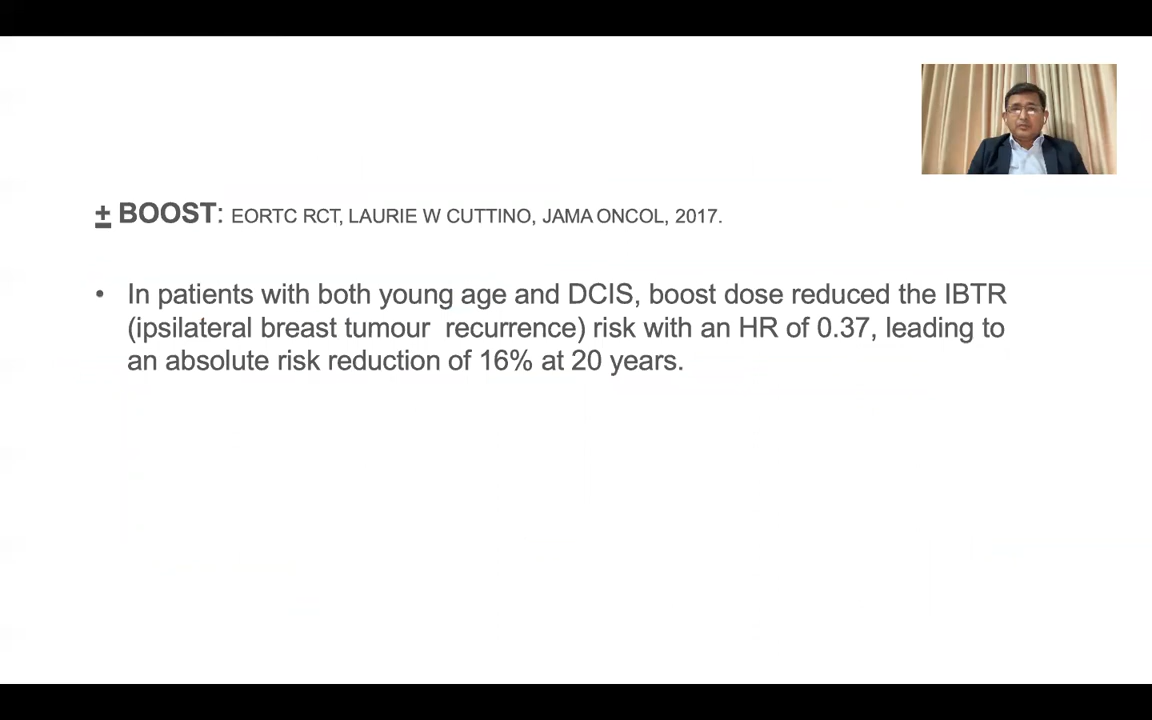 ± BOOST: EORTC RCT, LAURIE W CUTTINO, JAMA ONCOL, 2017.
• In patients with both young age and DCIS, boost dose reduced the IBTR
(ipsilateral breast tumour recurrence) risk with an HR of 0.37, leading to
an absolute risk reduction of 16% at 20 years.